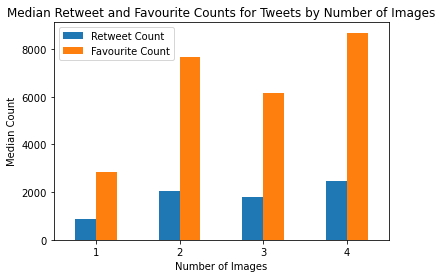 Median Retweet and Favourite Counts for Tweets by Number of Images
Retweet Count
Favourite Count
8000
6000
4000
2000
0
Median Count
1 2 3 4
Number of Images